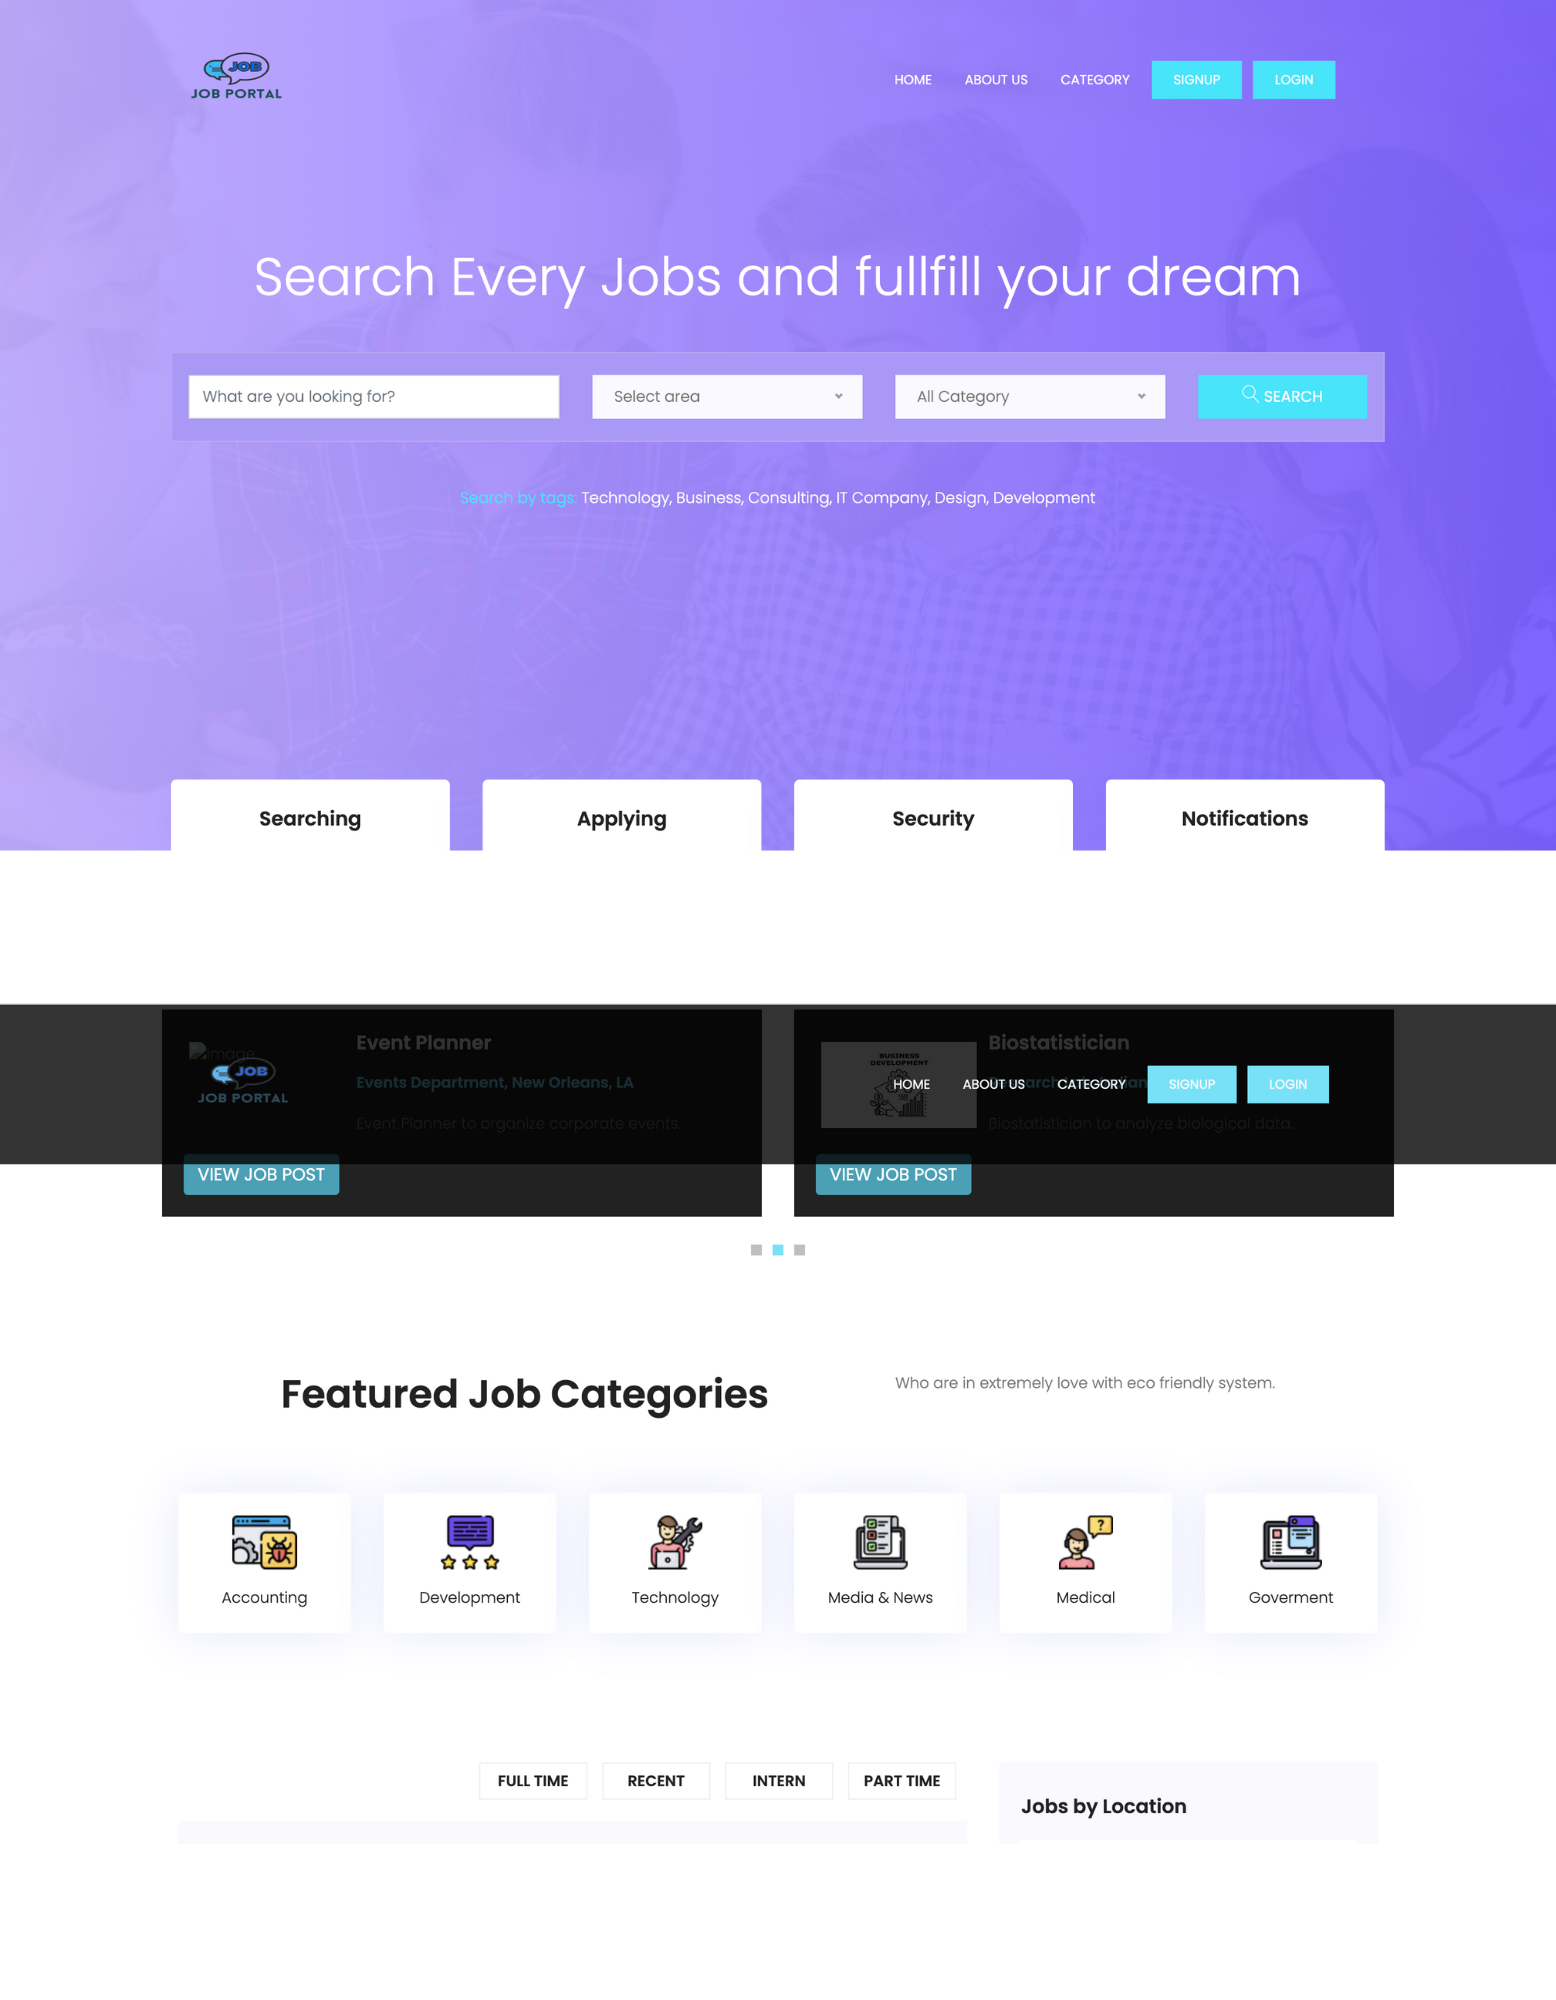 JOB
JOB PORTAL
HOME ABOUT US CATEGORY SIGNUP LOGIN
Search Every Jobs and fullfill your dream
What are you looking for? Select area All Category SEARCH
Search by tags: Technology, Business, Consulting, IT Company, Design, Development
Searching Applying Security Notifications
Event Planner Biostatistician
image
BUSINESS
DEVELOPMENT
JOB
Events Department, New Orleans, LA
HOME ABOUT US CATEGORY SIGNUP LOGIN
JOB PORTAL
Event Planner to organize corporate events. Biostatistician to analyze biological data.
VIEW JOB POST VIEW JOB POST
Featured Job Categories Who are in extremely love with eco friendly system.
?
Accounting Development Technology Media & News Medical Goverment
FULL TIME RECENT INTERN PART TIME
Jobs by Location